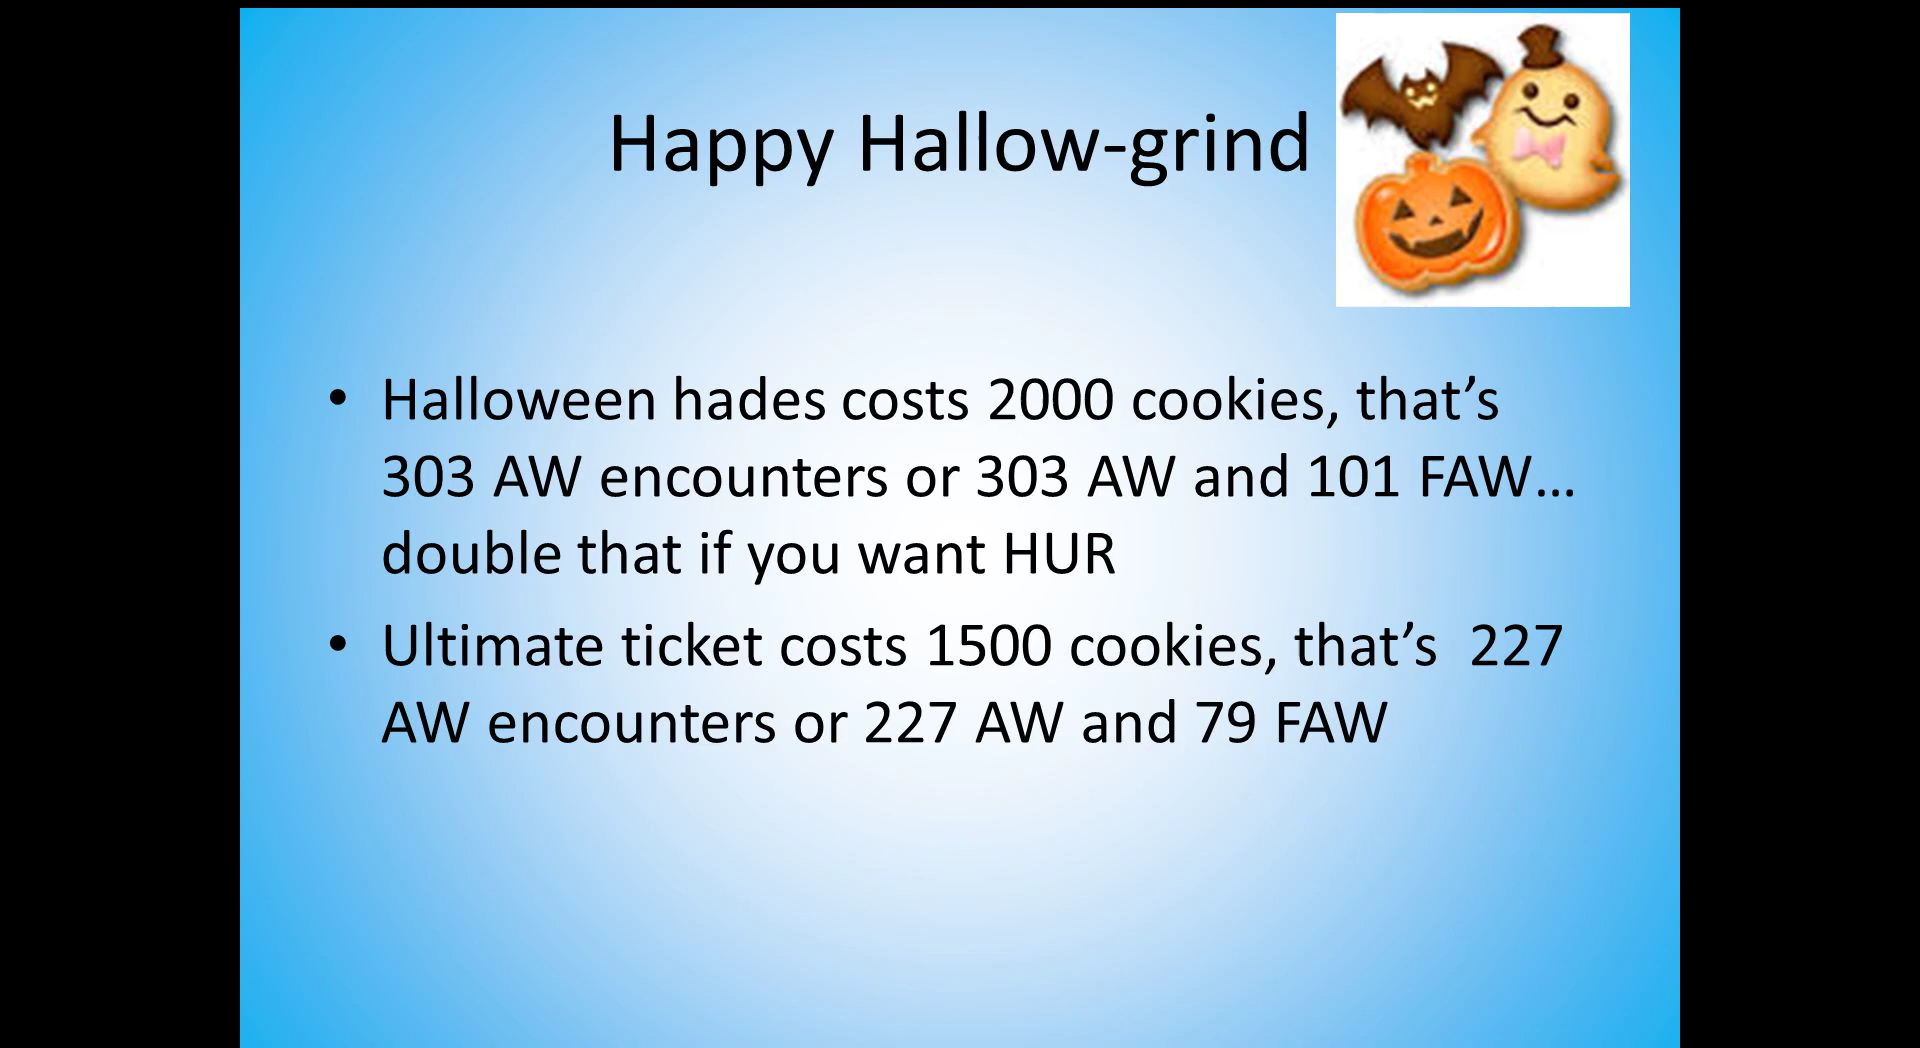 Happy Hallow-grind
• Halloween hades costs 2000 cookies, that’s
303 AW encounters or 303 AW and 101 FAW…
double that if you want HUR
• Ultimate ticket costs 1500 cookies, that’s  227
AW encounters or 227 AW and 79 FAW